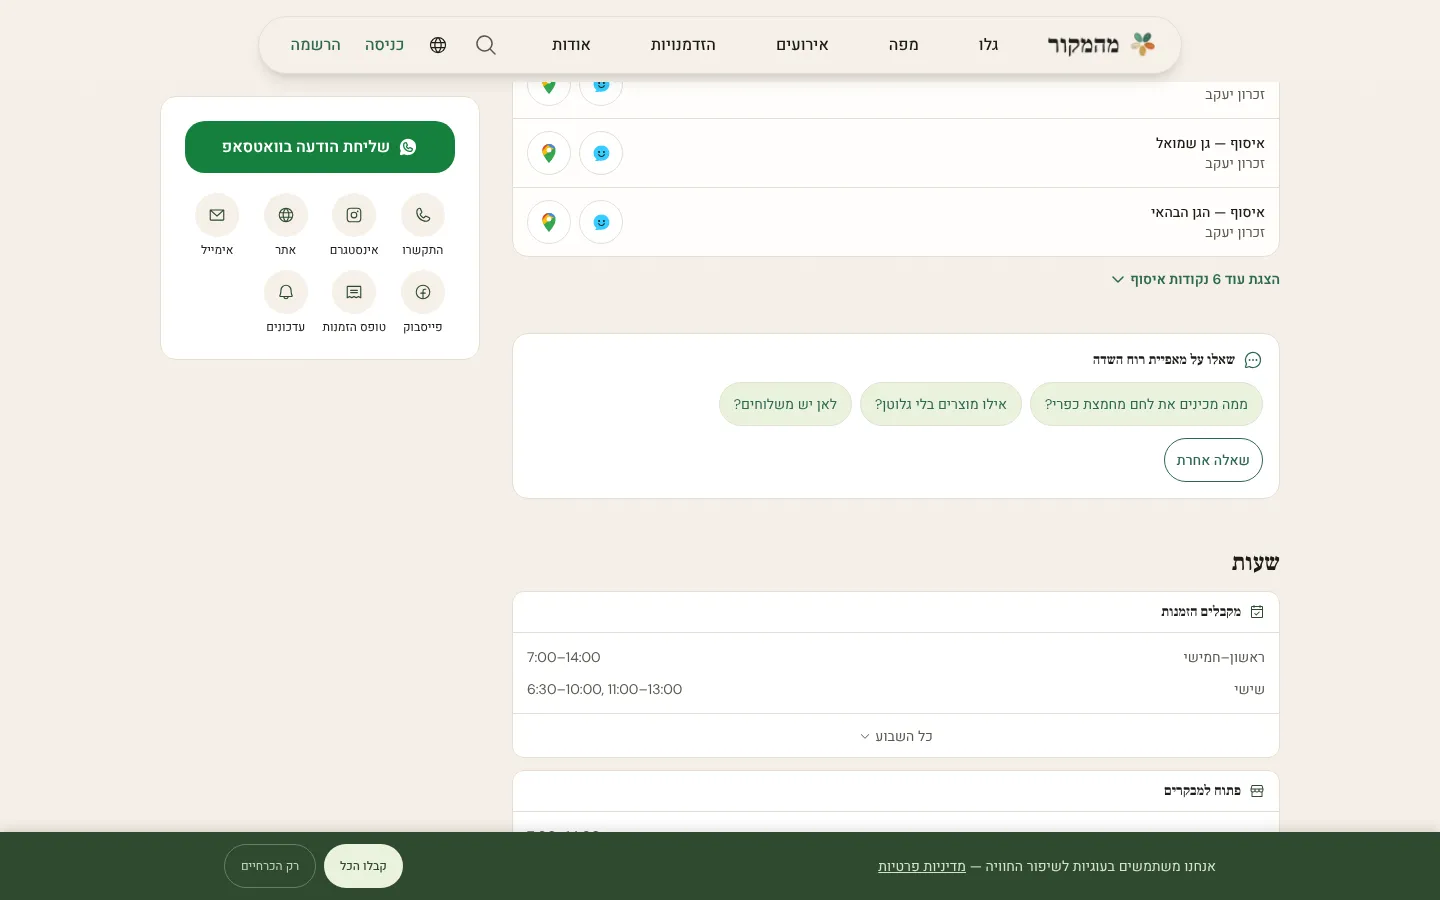 מהמקור
גלו
מפה
אירועים
הזדמנויות
אודות
כניסה
הרשמה
זכרון יעקב
איסוף — גן שמואל
זכרון יעקב
איסוף — הגן הבהאי
זכרון יעקב
הצגת עוד 6 נקודות איסוף
שאלו על מאפיית רוח השדה
ממה מכינים את לחם מחמצת כפרי?
אילו מוצרים בלי גלוטן?
לאן יש משלוחים?
שאלה אחרת
שעות
מקבלים הזמנות
ראשון–חמישי 7:00–14:00
שישי 6:30–10:00, 11:00–13:00
כל השבוע
פתוח למבקרים
שליחת הודעה בוואטסאפ
התקשרו
אינסטגרם
אתר
אימייל
פייסבוק
טופס הזמנות
עדכונים
אנחנו משתמשים בעוגיות לשיפור החוויה — מדיניות פרטיות
קבלו הכל
רק הכרחיים